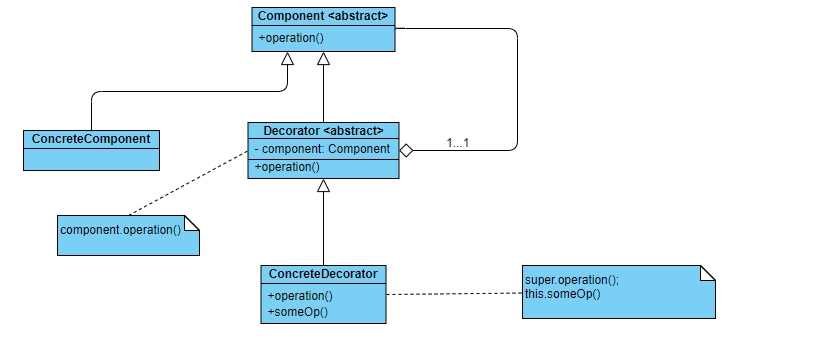 Component <abstract>
+operation()
ConcreteComponent
Decorator <abstract>
- component: Component
+operation()
1...1
component.operation()
ConcreteDecorator
+operation()
+someOp()
super.operation();
this.someOp()